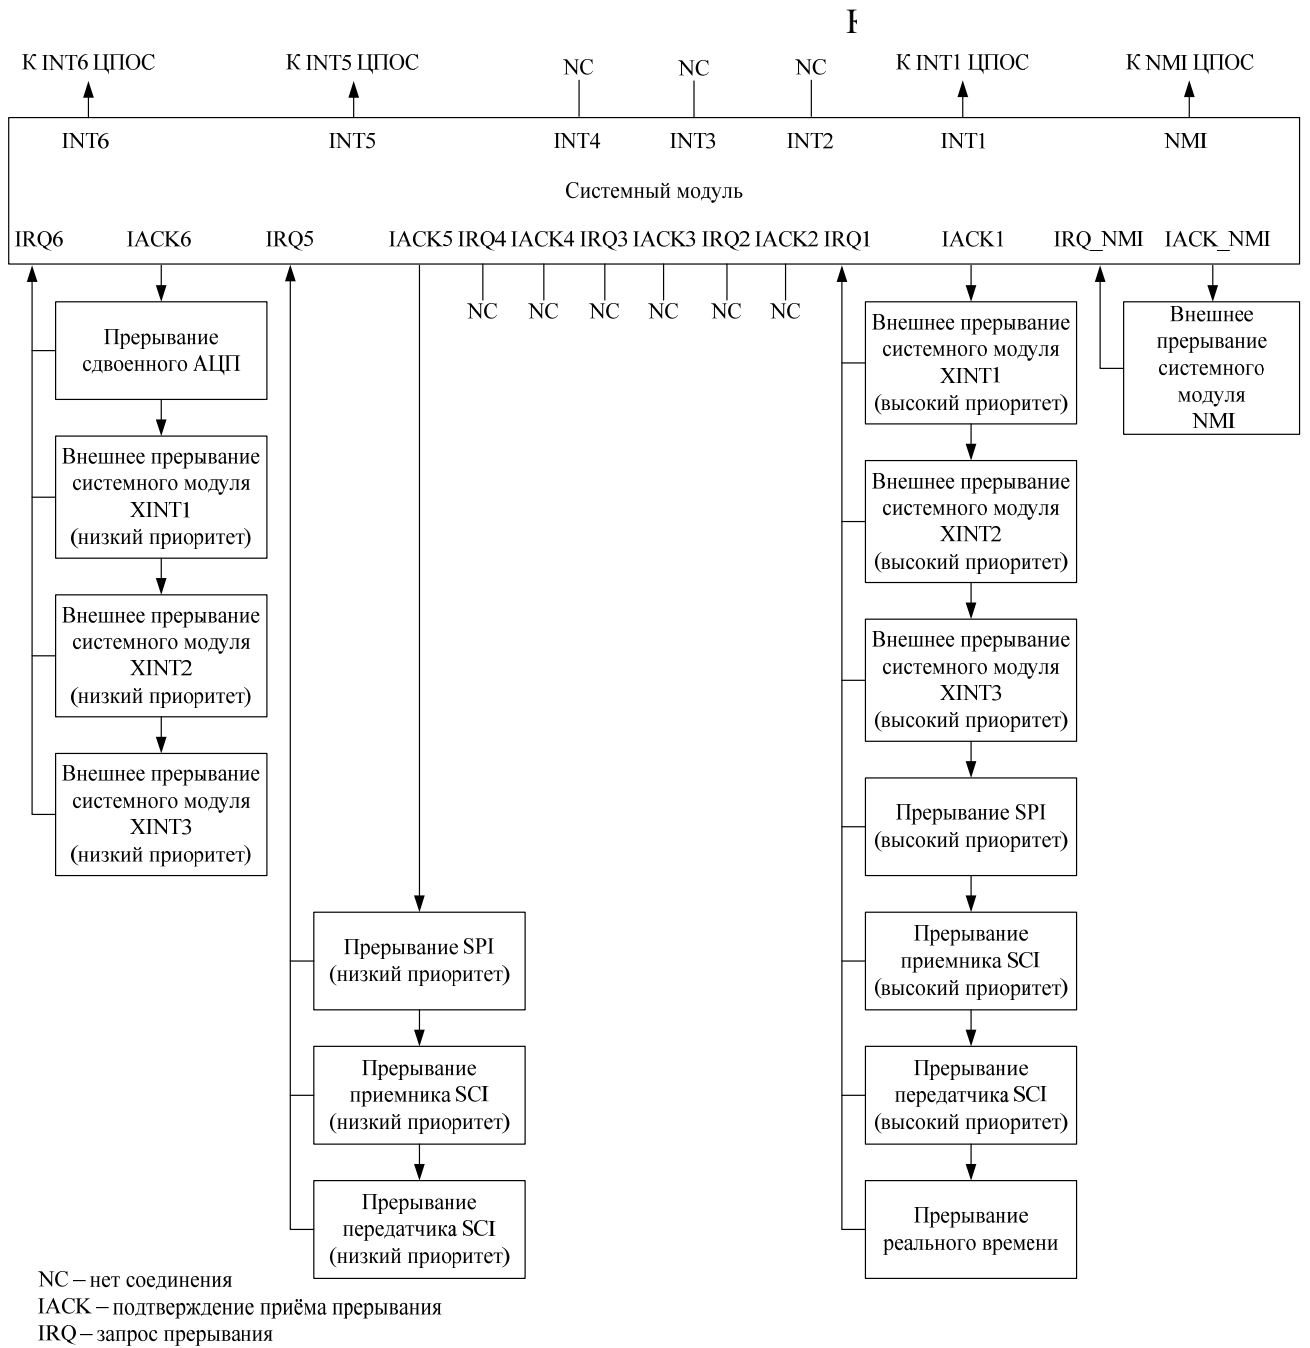 К INT6 ЦПОС
К INT5 ЦПОС
NC
NC
NC
К INT1 ЦПОС
К NMI ЦПОС
INT6
INT5
INT4
INT3
INT2
INT1
NMI
Системный модуль
IRQ6
IACK6
IRQ5
IACK5
IRQ4
IACK4
IRQ3
IACK3
IRQ2
IACK2
IRQ1
IACK1
IRQ_NMI
IACK_NMI
NC
NC
NC
NC
NC
NC
Прерывание
сдвоенного АЦП
Внешнее прерывание
системного модуля
XINT1
(низкий приоритет)
Внешнее прерывание
системного модуля
XINT2
(низкий приоритет)
Внешнее прерывание
системного модуля
XINT3
(низкий приоритет)
Прерывание SPI
(низкий приоритет)
Прерывание
приемника SCI
(низкий приоритет)
Прерывание
передатчика SCI
(низкий приоритет)
Внешнее прерывание
системного модуля
XINT1
(высокий приоритет)
Внешнее прерывание
системного модуля
XINT2
(высокий приоритет)
Внешнее прерывание
системного модуля
XINT3
(высокий приоритет)
Прерывание SPI
(высокий приоритет)
Прерывание
приемника SCI
(высокий приоритет)
Прерывание
передатчика SCI
(высокий приоритет)
Прерывание
реального времени
Внешнее
прерывание
системного
модуля
NMI
NC – нет соединения
IACK – подтверждение приёма прерывания
IRQ – запрос прерывания